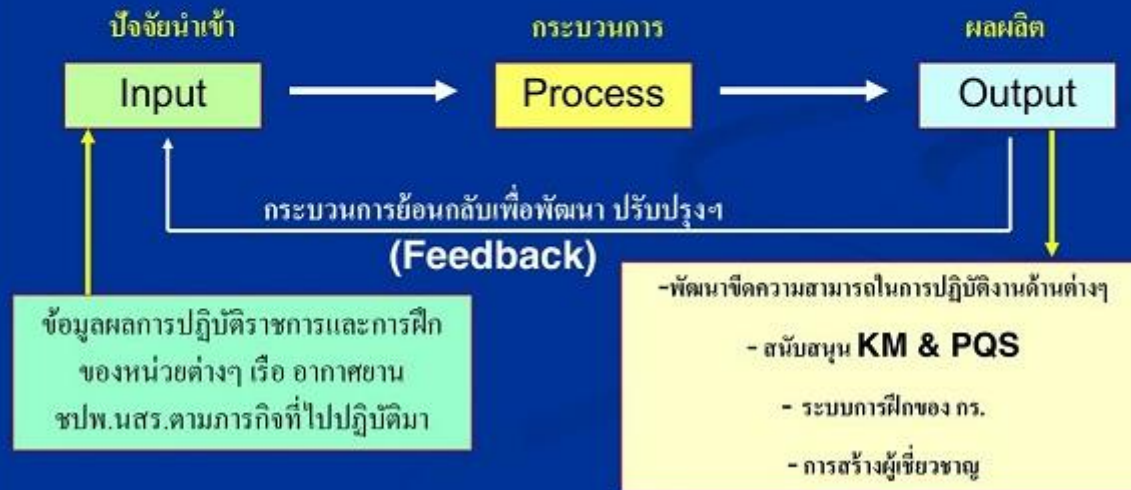 ปัจจัยนำเข้า
กระบวนการ
ผลผลิต
Input
Process
Output
กระบวนการย้อนกลับเพื่อพัฒนา ปรับปรุงฯ
(Feedback)
ข้อมูลผลการปฏิบัติราชการและการฝึก
ของหน่วยต่างๆ เรือ อากาศยาน
ชปพ.นสร.ตามภารกิจที่ไปปฏิบัติมา
-พัฒนาขีดความสามารถในการปฏิบัติงานด้านต่างๆ
- สนับสนุน KM & PQS
- ระบบการฝึกของ กร.
- การสร้างผู้เชี่ยวชาญ